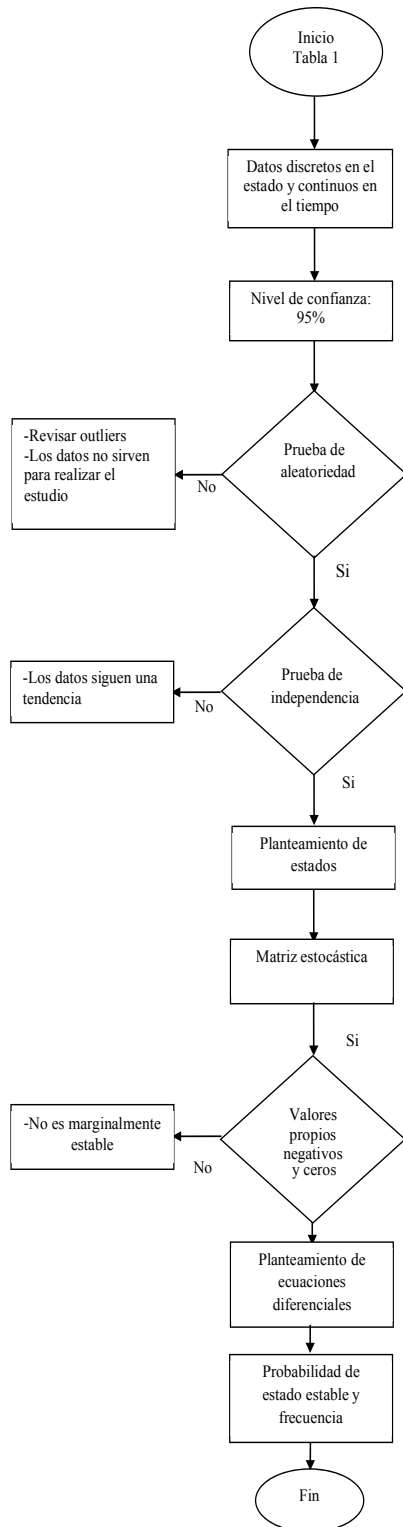 Inicio
Tabla 1
Datos discretos en el
estado y continuos en
el tiempo
Nivel de confianza:
95%
Prueba de
aleatoriedad
-Revisar outliers
-Los datos no sirven
para realizar el
estudio
No
Si
Prueba de
independencia
-Los datos siguen una
tendencia
No
Si
Planteamiento de
estados
Matriz estocástica
Si
Valores
propios
negativos
y ceros
-No es marginalmente
estable
No
Planteamiento de
ecuaciones
diferenciales
Probabilidad de
estado estable y
frecuencia
Fin